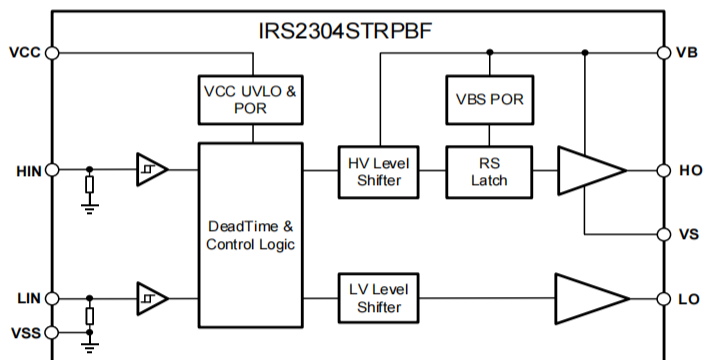 IRS2304STRPBF
VCC
VB
VCC UVLO &
POR
VBS POR
HIN
HV Level
Shifter
RS
Latch
HO
DeadTime &
Control Logic
VS
LIN
LV Level
Shifter
LO
VSS